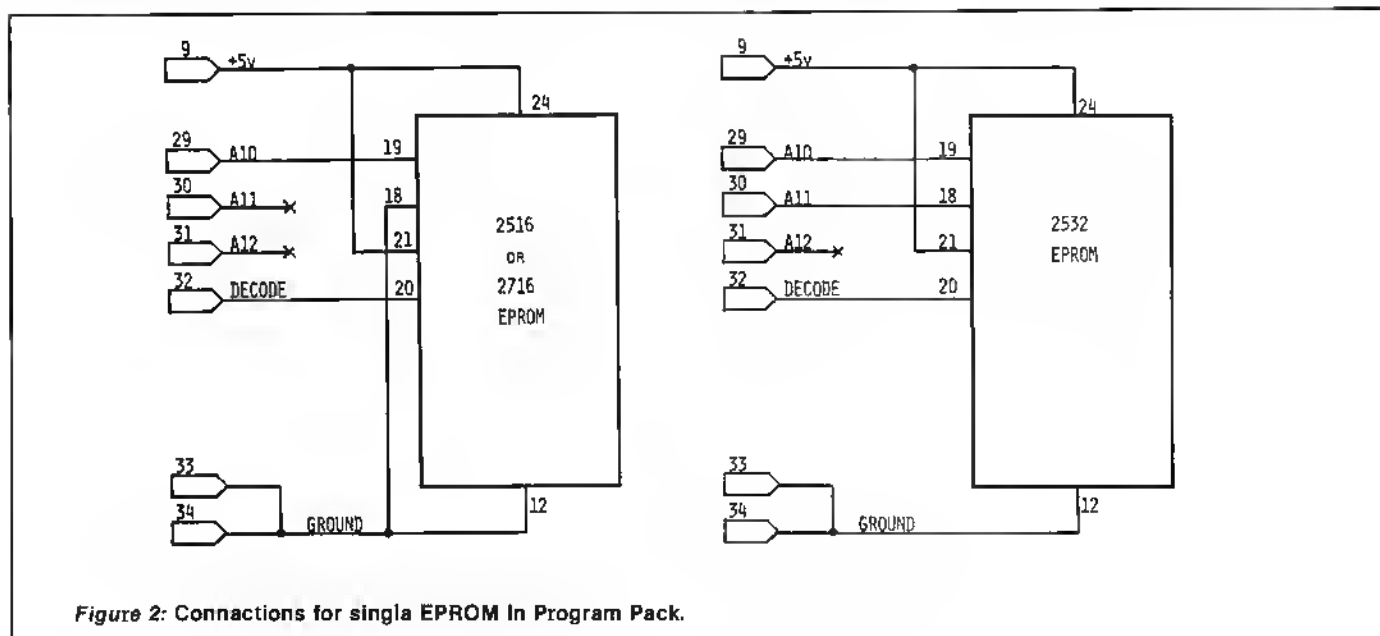 9 +5v
24
29 A10 19
30 A11 18
31 A12 21
32 DECODE 20
2516
OR
2716
EPROM
33
34 GROUND 12
9 +5v
24
29 A10 19
30 A11 18
31 A12 21
32 DECODE 20
2532
EPROM
33
34 GROUND 12
Figure 2: Connactions for singla EPROM In Program Pack.